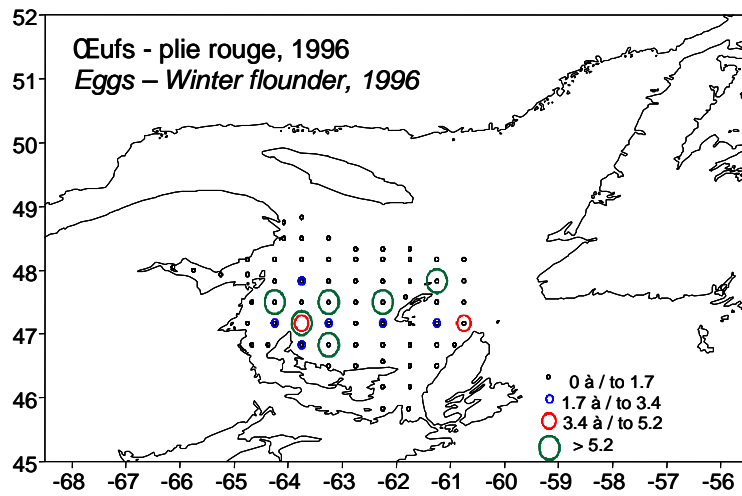 Œufs - plie rouge, 1996
Eggs – Winter flounder, 1996
52
51
50
49
48
47
46
45
0 à / to 1.7
1.7 à / to 3.4
3.4 à / to 5.2
> 5.2
-68 -67 -66 -65 -64 -63 -62 -61 -60 -59 -58 -57 -56